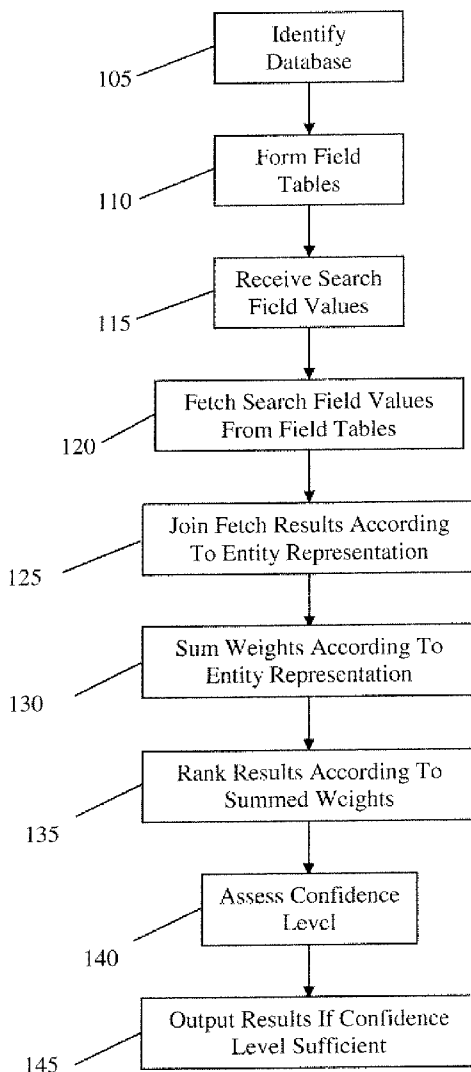 Identify
Database
105
Form Field
Tables
110
Receive Search
Field Values
115
Fetch Search Field Values
From Field Tables
120
Join Fetch Results According
To Entity Representation
125
Sum Weights According To
Entity Representation
130
Rank Results According To
Summed Weights
135
Assess Confidence
Level
140
Output Results If Confidence
Level Sufficient
145